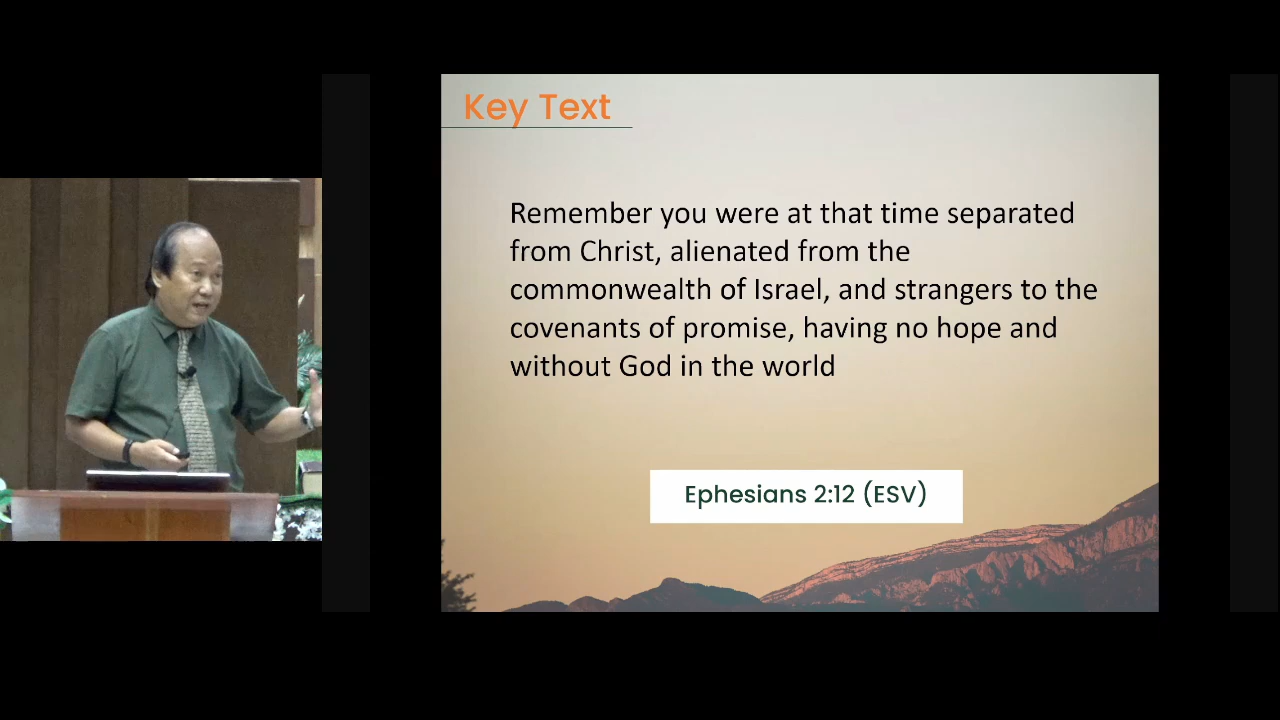 Key Text
Remember you were at that time separated
from Christ, alienated from the
commonwealth of Israel, and strangers to the
covenants of promise, having no hope and
without God in the world
Ephesians 2:12 (ESV)